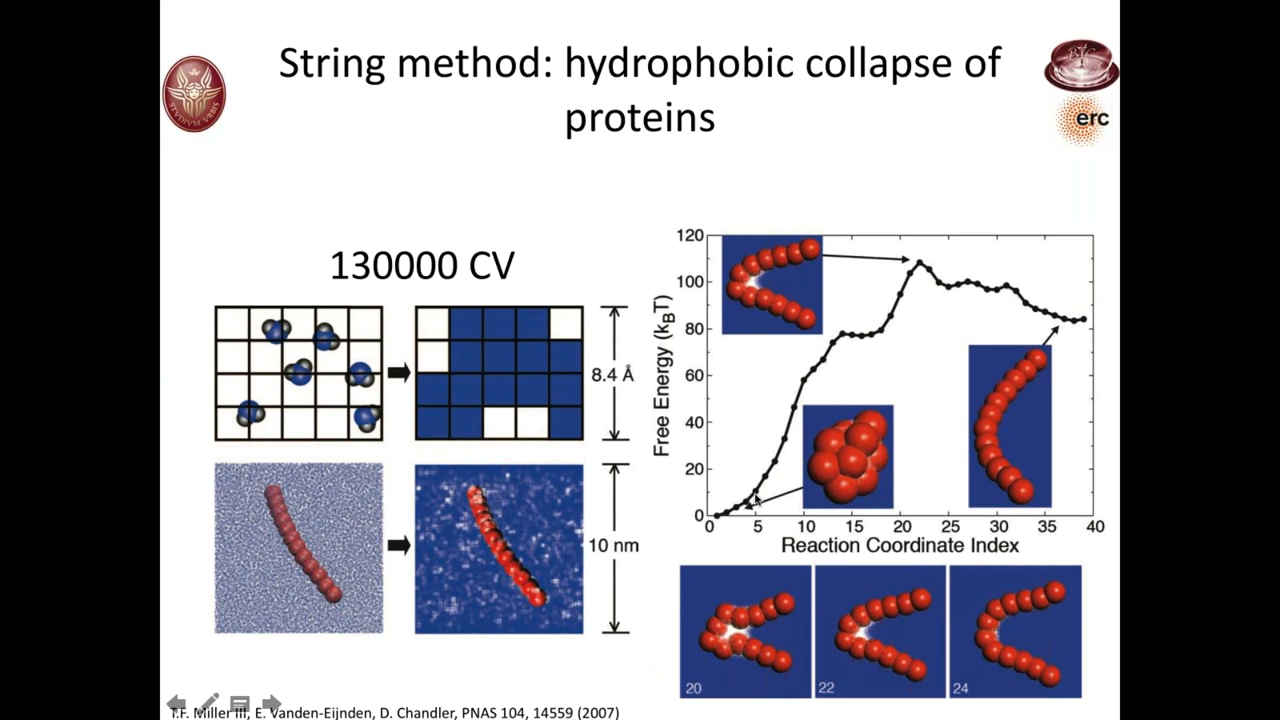 String method: hydrophobic collapse of
proteins
erc
130000 CV
8.4 Å
10 nm
120
100
80
60
40
20
0
Free Energy (kBT)
0 5 10 15 20 25 30 35 40
Reaction Coordinate Index
20
22
24
T.F. Miller III, E. Vanden-Eijnden, D. Chandler, PNAS 104, 14559 (2007)